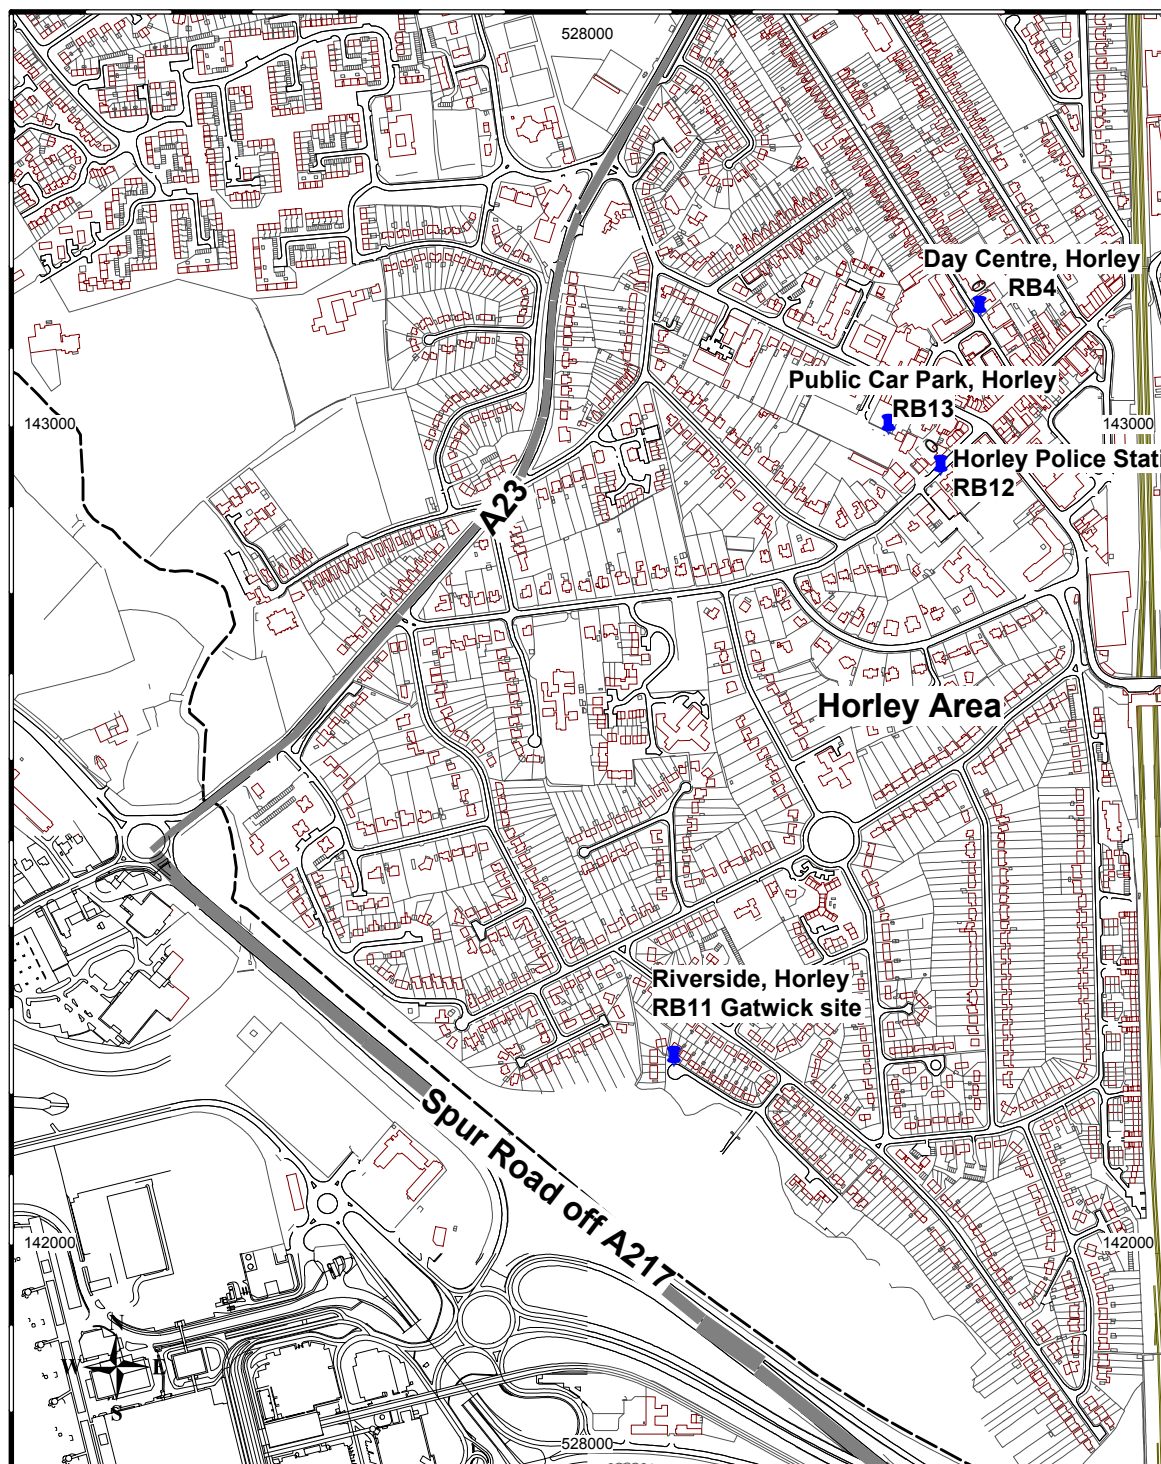 528000
Day Centre, Horley
RB4
Public Car Park, Horley
RB13
143000
143000
Horley Police Stati
RB12
A23
Horley Area
Riverside, Horley
RB11 Gatwick site
Spur Road off A217
142000
142000
N
W E
S
528000